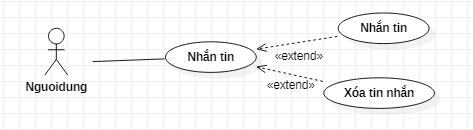 Nhắn tin
Nhắn tin
«extend»
«extend»
Nguoidung
Xóa tin nhắn